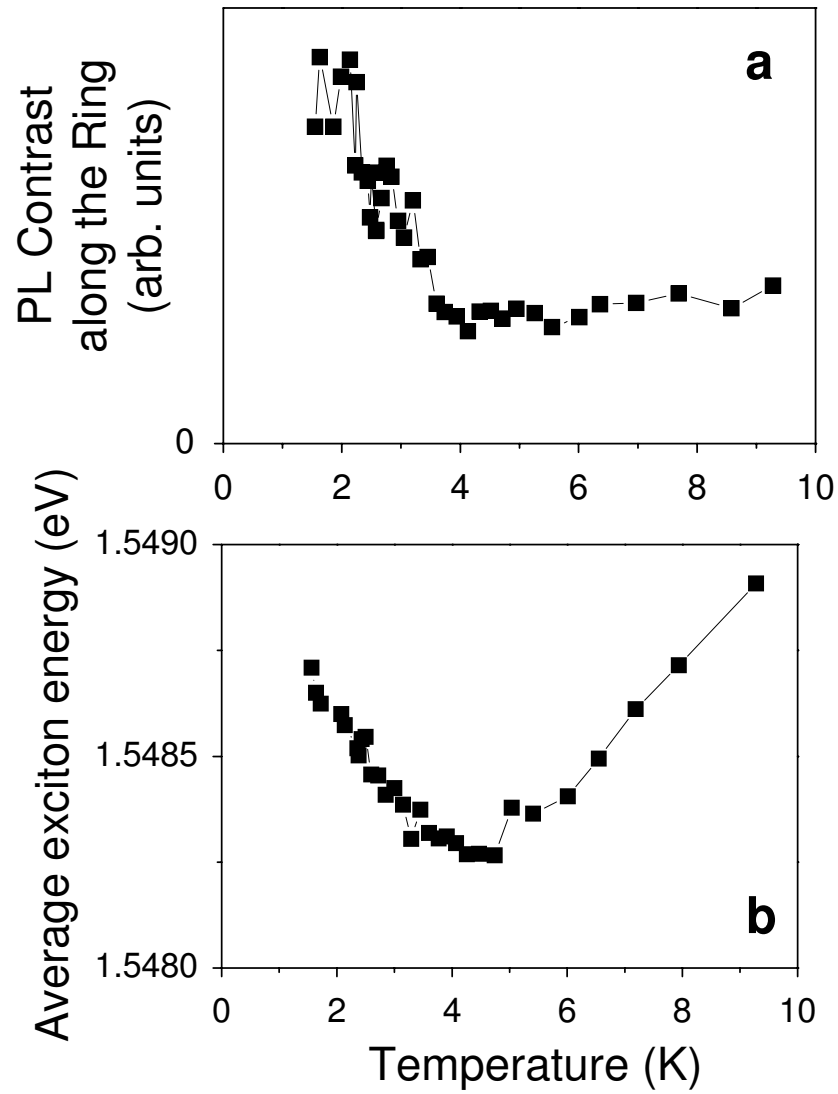 a
PL Contrast
along the Ring
(arb. units)
0
0 2 4 6 8 10
Average exciton energy (eV)
1.5490
1.5485
1.5480
b
0 2 4 6 8 10
Temperature (K)